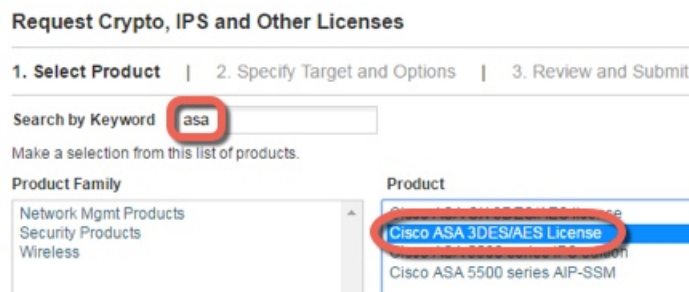 Request Crypto, IPS and Other Licenses
1. Select Product | 2. Specify Target and Options | 3. Review and Submit
Search by Keyword asa
Make a selection from this list of products.
Product Family
Network Mgmt Products
Security Products
Wireless
Product
Cisco ASA 3DES/AES License
Cisco ASA 5500 series AIP-SSM